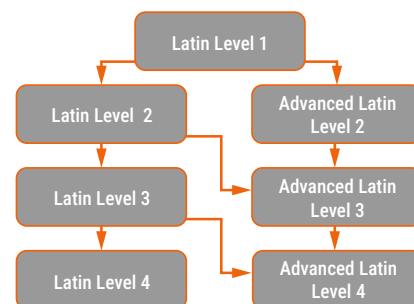 Latin Level 1
Latin Level  2
Advanced Latin
Level 2
Latin Level 3
Advanced Latin
Level 3
Latin Level 4
Advanced Latin
Level 4